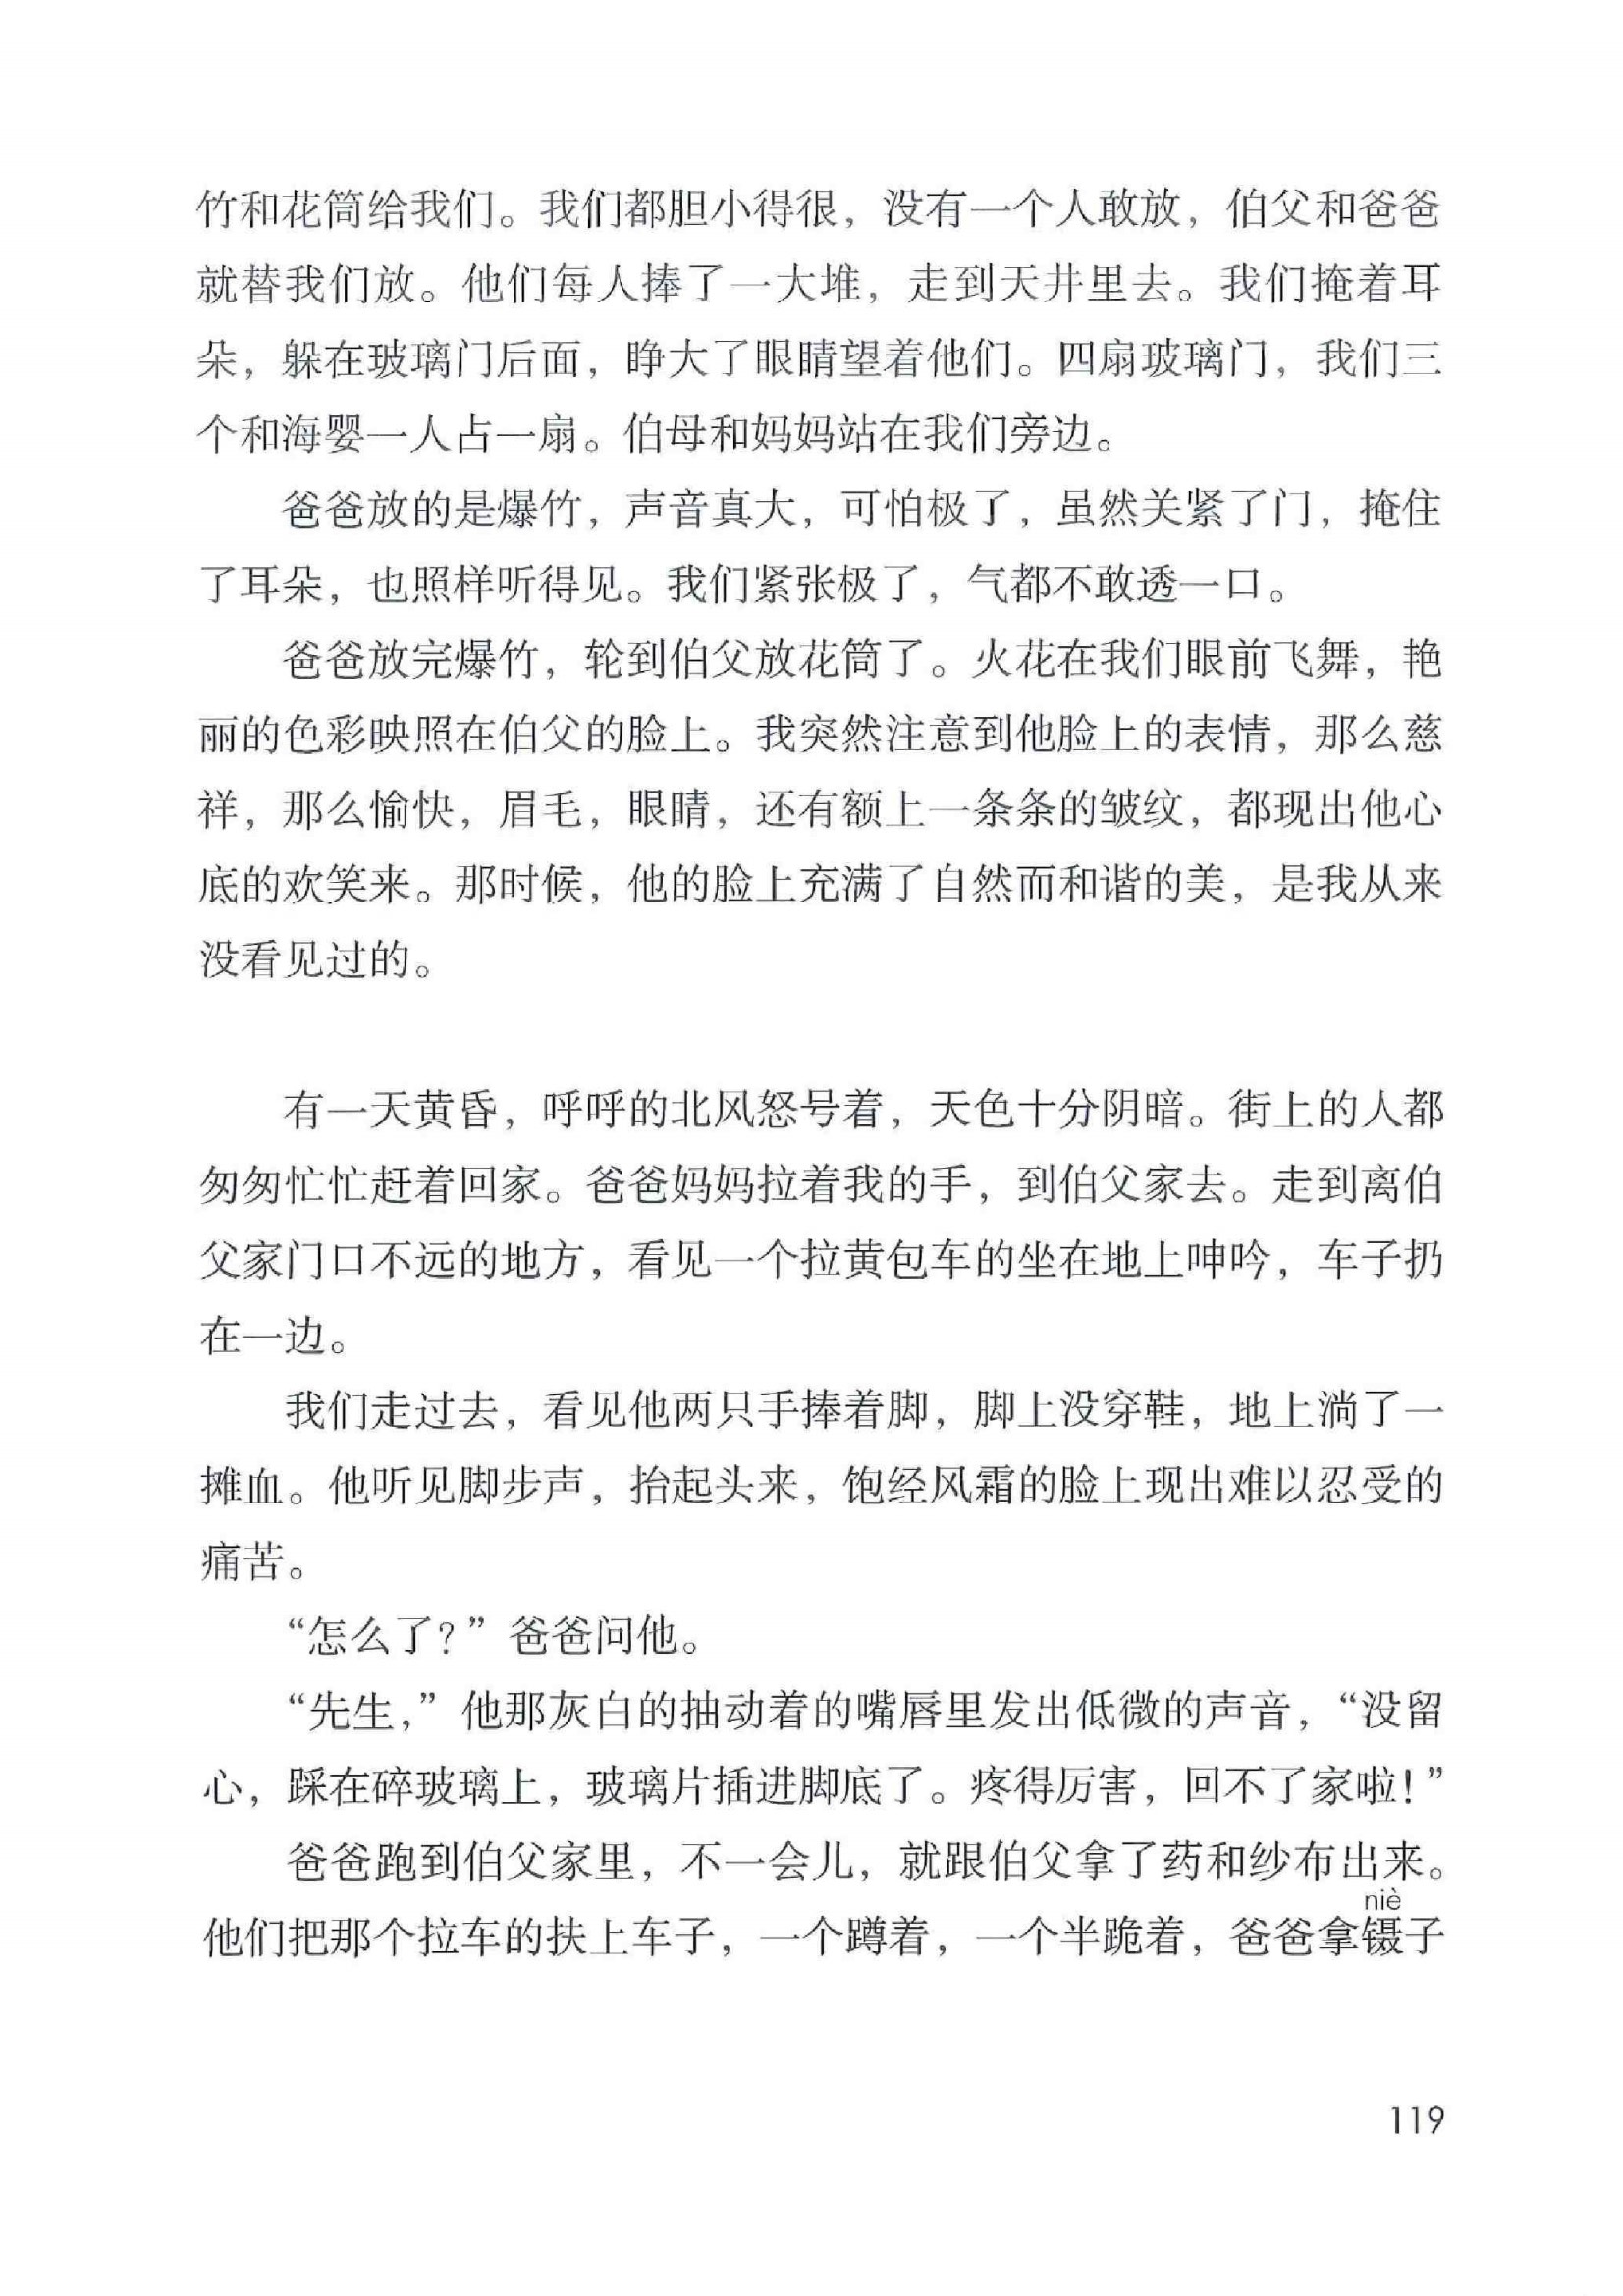 竹和花筒给我们。我们都胆小得很，没有一个人敢放，伯父和爸爸
就替我们放。他们每人捧了一大堆，走到天井里去。我们掩着耳
朵，躲在玻璃门后面，睁大了眼睛望着他们。四扇玻璃门，我们三
个和海婴一人占一扇。伯母和妈妈站在我们旁边。
爸爸放的是爆竹，声音真大，可怕极了，虽然关紧了门，掩住
了耳朵，也照样听得见。我们紧张极了，气都不敢透一口。
爸爸放完爆竹，轮到伯父放花筒了。火花在我们眼前飞舞，艳
丽的色彩映照在伯父的脸上。我突然注意到他脸上的表情，那么慈
祥，那么愉快，眉毛，眼睛，还有额上一条条的皱纹，都现出他心
底的欢笑来。那时候，他的脸上充满了自然而和谐的美，是我从来
没看见过的。
有一天黄昏，呼呼的北风怒号着，天色十分阴暗。街上的人都
匆匆忙忙赶着回家。爸爸妈妈拉着我的手，到伯父家去。走到离伯
父家门口不远的地方，看见一个拉黄包车的坐在地上呻吟，车子扔
在一边。
我们走过去，看见他两只手捧着脚，脚上没穿鞋，地上淌了一
摊血。他听见脚步声，抬起头来，饱经风霜的脸上现出难以忍受的
痛苦。
“怎么了？”爸爸问他。
“先生，”他那灰白的抽动着的嘴唇里发出低微的声音，“没留
心，踩在碎玻璃上，玻璃片插进脚底了。疼得厉害，回不了家啦！”
爸爸跑到伯父家里，不一会儿，就跟伯父拿了药和纱布出来。
niè
他们把那个拉车的扶上车子，一个蹲着，一个半跪着，爸爸拿镊子
119